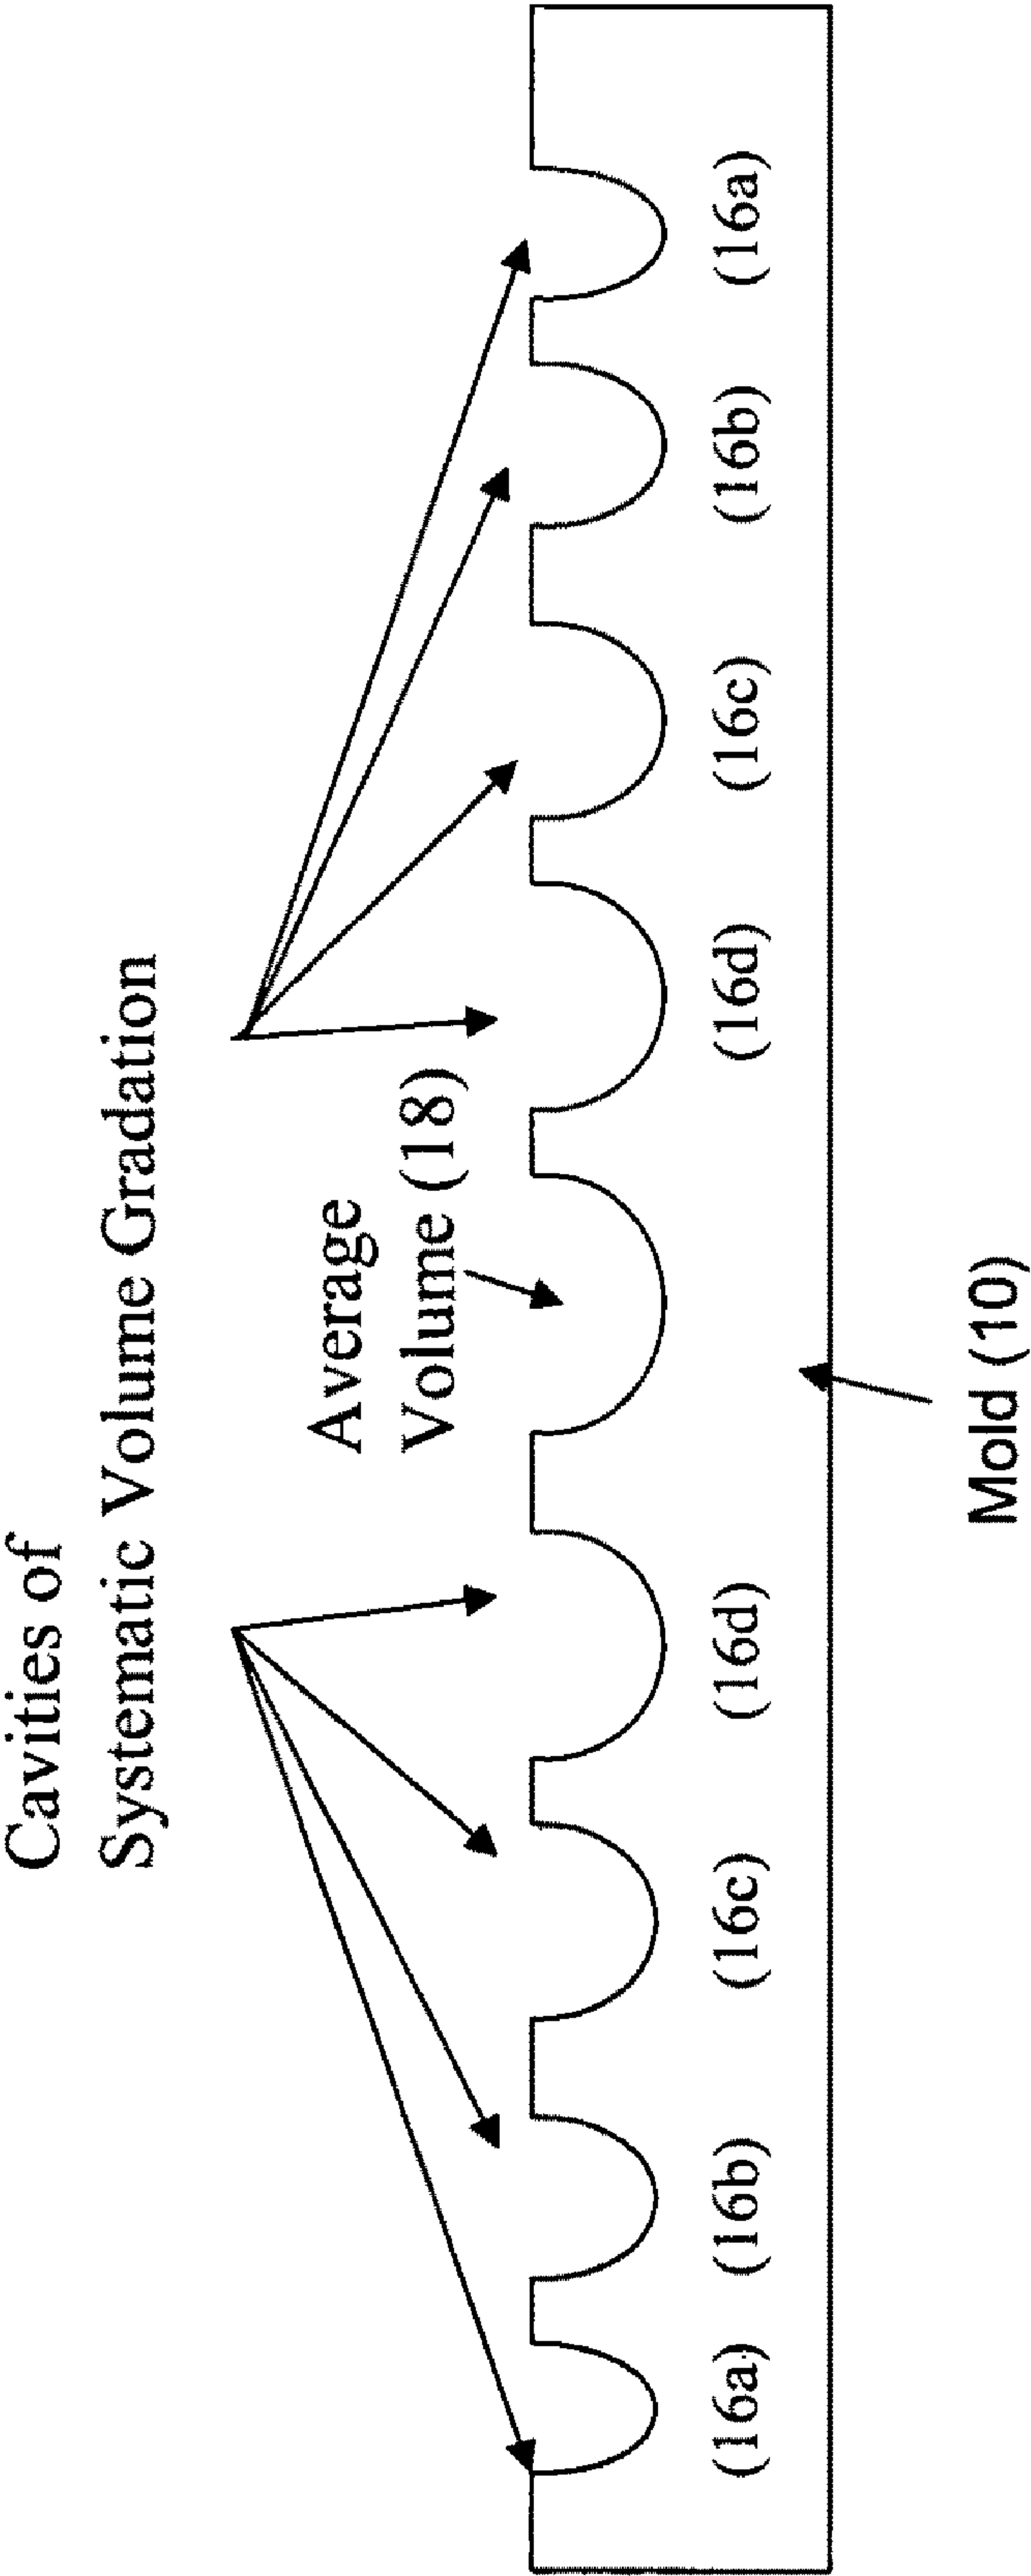 Cavities of
Systematic Volume Gradation
Average
Volume (18)
(16a)
(16b)
(16c)
(16d)
(16d)
(16c)
(16b)
(16a)
Mold (10)